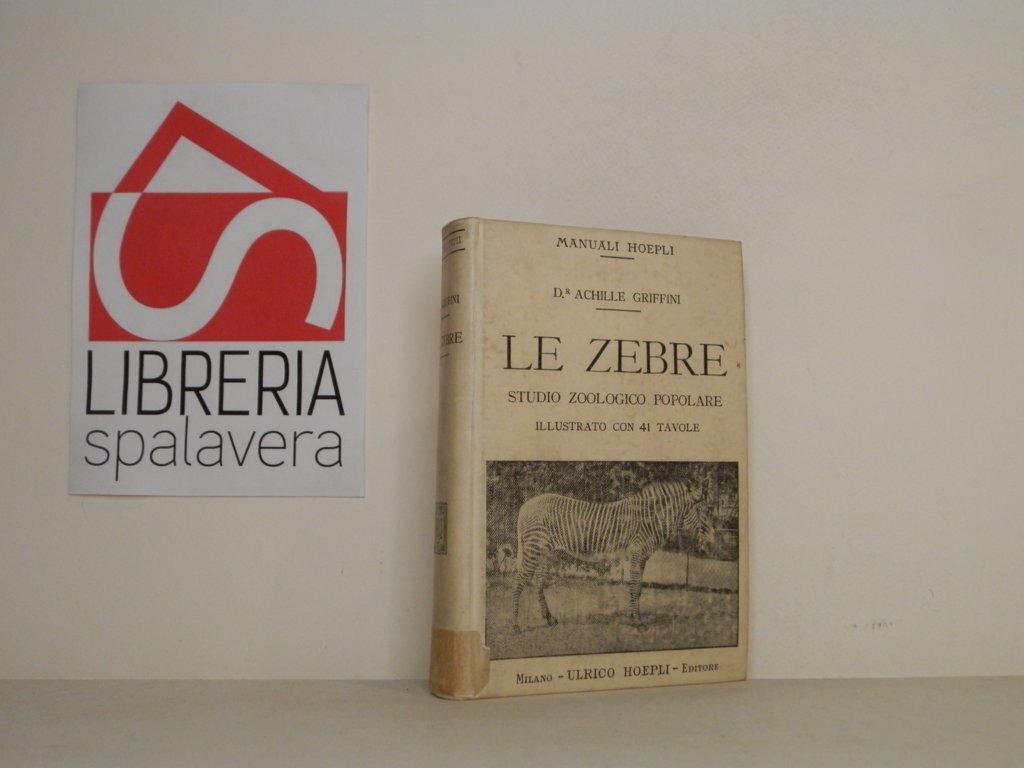 LIBRERIA
spalavera
MANUALI HOEPLI
D.R ACHILLE GRIFFINI
LE ZEBRE
STUDIO ZOOLOGICO POPOLARE
ILLUSTRATO CON 41 TAVOLE
MILANO - ULRICO HOEPLI - EDITORE